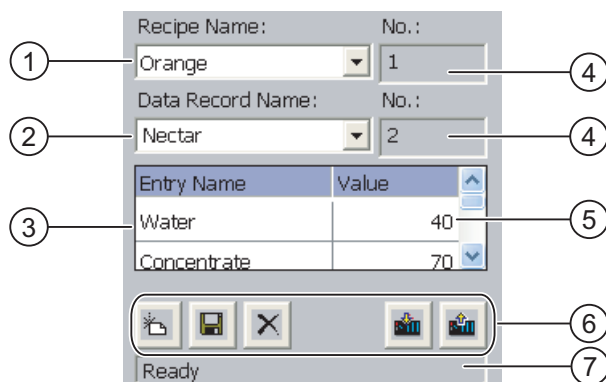 Recipe Name: No.:
1 Orange 1 4
Data Record Name: No.:
2 Nectar 2 4
Entry Name Value
3 Water 40 5
Concentrate 70
6
Ready 7